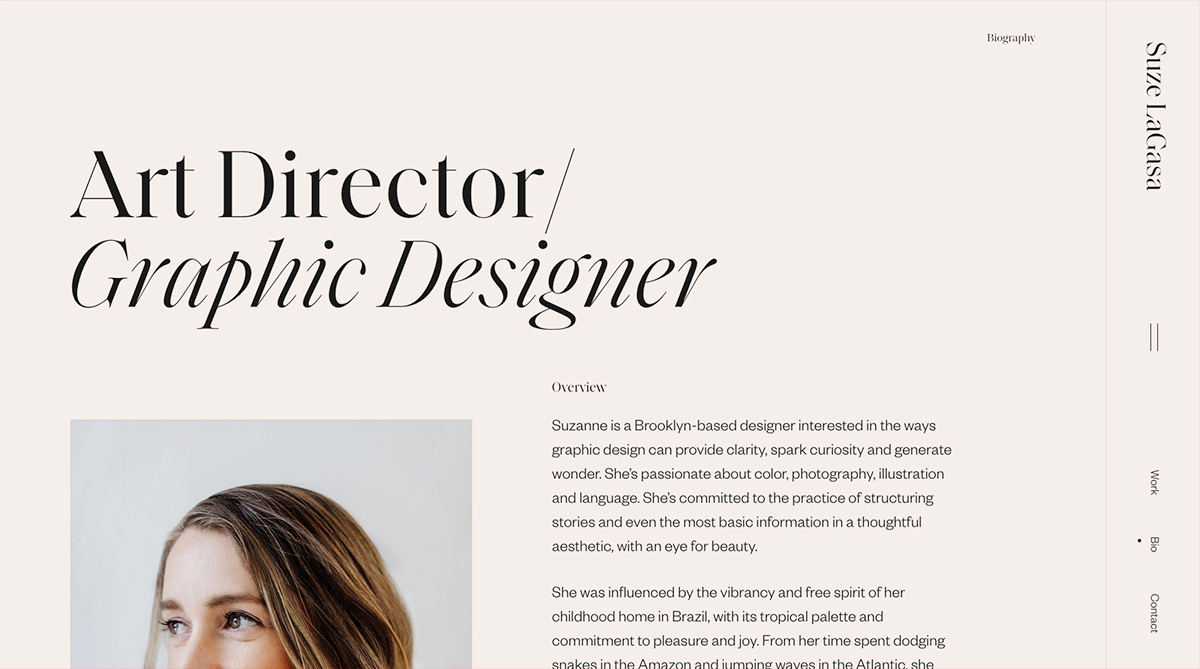 Biography
Suze LaGasa
Art Director/
Graphic Designer
Overview
Suzanne is a Brooklyn-based designer interested in the ways
graphic design can provide clarity, spark curiosity and generate
wonder. She's passionate about color, photography, illustration
and language. She's committed to the practice of structuring
stories and even the most basic information in a thoughtful
aesthetic, with an eye for beauty.
She was influenced by the vibrancy and free spirit of her
childhood home in Brazil, with its tropical palette and
commitment to pleasure and joy. From her time spent dodging
snakes in the Amazon and jumping waves in the Atlantic, she
Work
Bio
Contact